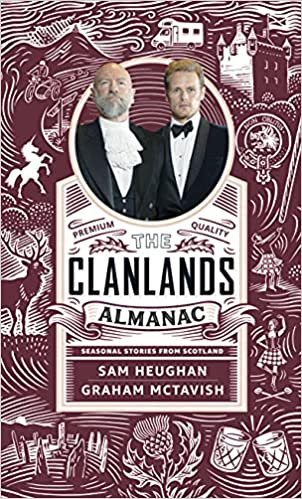 PREMIUM QUALITY
THE
CLANLANDS
ALMANAC
SEASONAL STORIES FROM SCOTLAND
SAM HEUGHAN
GRAHAM MCTAVISH